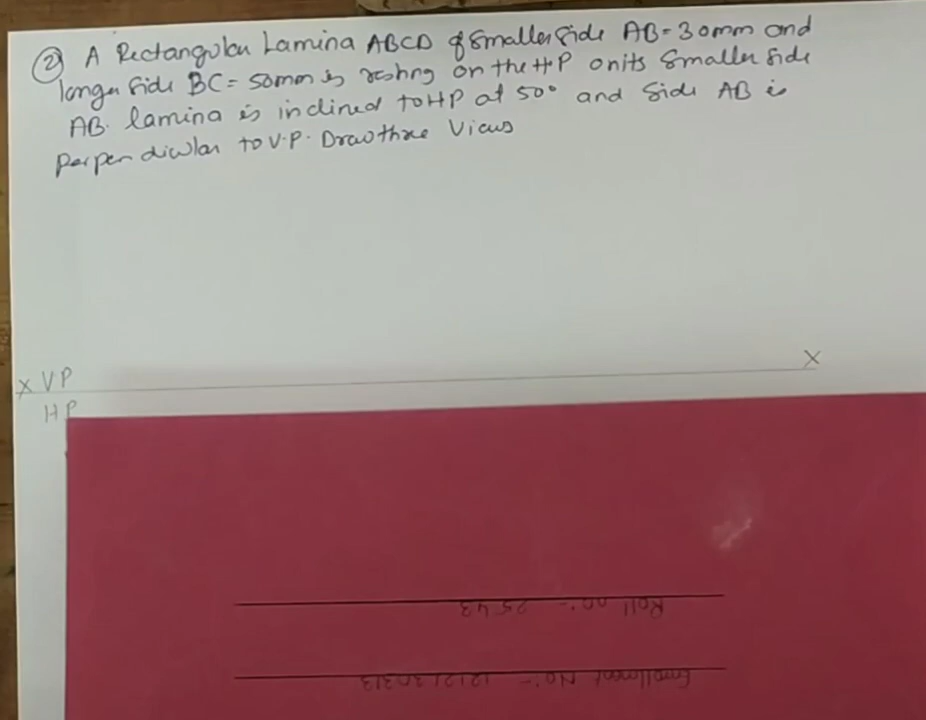 ② A Rectangular Lamina ABCD of Smaller Side AB = 30mm and
longer Side BC = 50mm is resting on the HP on its Smaller Side
AB. lamina is inclined to HP at 50° and Side AB is
perpendicular to V.P. Draw three Views
X VP X
HP
Roll no:- 2543
Enrollment No:-